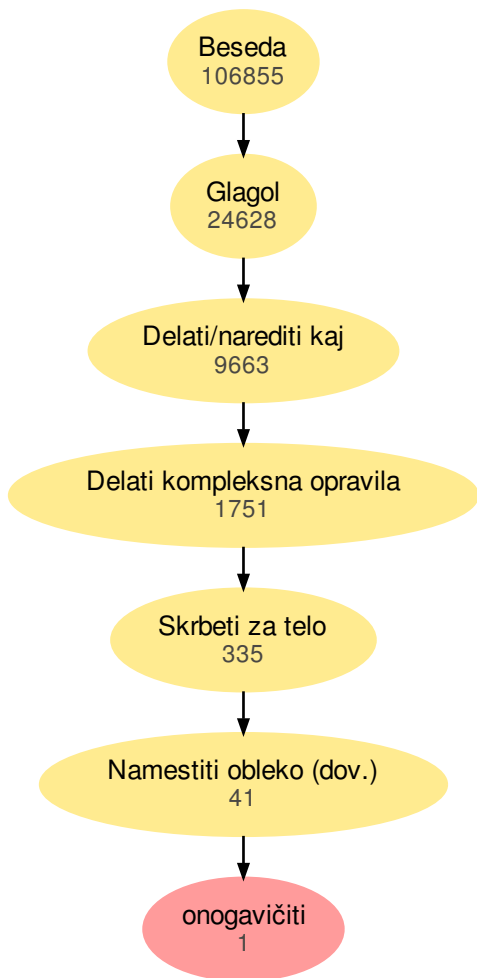 Beseda
106855
Glagol
24628
Delati/narediti kaj
9663
Delati kompleksna opravila
1751
Skrbeti za telo
335
Namestiti obleko (dov.)
41
onogavičiti
1